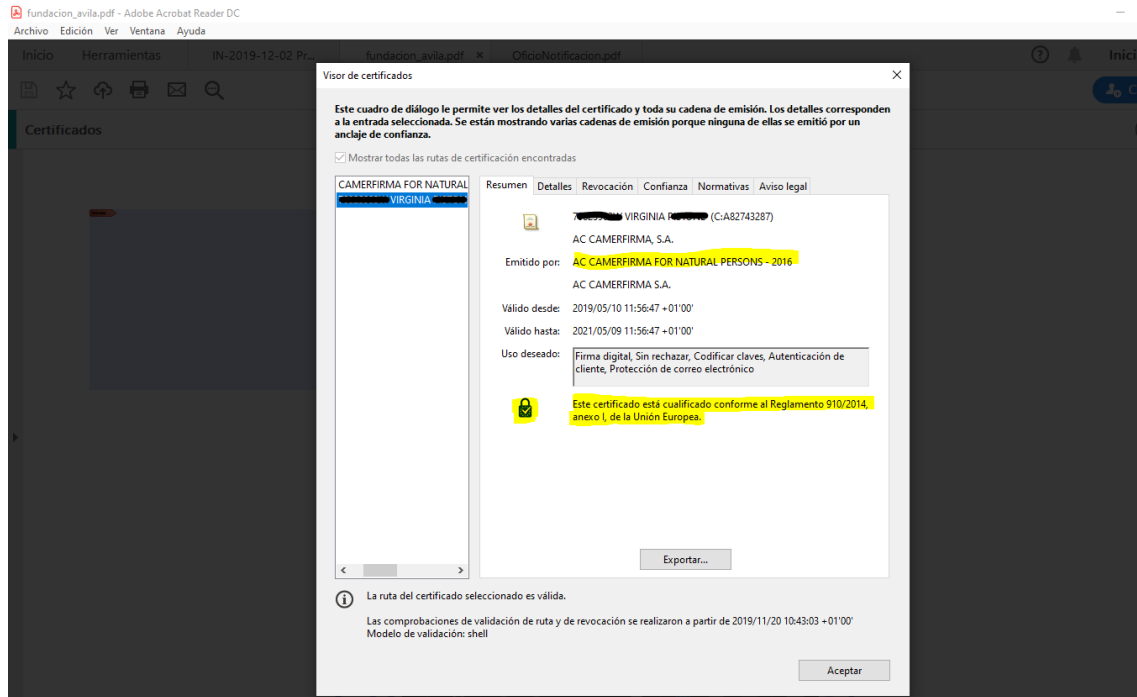 fundacion_avila.pdf - Adobe Acrobat Reader DC
Archivo Edición Ver Ventana Ayuda
Inicio Herramientas IN-2019-12-02 Pr... fundacion_avila.pdf × OficioNotificacion.pdf Inici
Certificados
Visor de certificados
Este cuadro de diálogo le permite ver los detalles del certificado y toda su cadena de emisión. Los detalles corresponden
a la entrada seleccionada. Se están mostrando varias cadenas de emisión porque ninguna de ellas se emitió por un
anclaje de confianza.
Mostrar todas las rutas de certificación encontradas
CAMERFIRMA FOR NATURAL
VIRGINIA
Resumen Detalles Revocación Confianza Normativas Aviso legal
VIRGINIA (C:A82743287)
AC CAMERFIRMA, S.A.
Emitido por: AC CAMERFIRMA FOR NATURAL PERSONS - 2016
AC CAMERFIRMA S.A.
Válido desde: 2019/05/10 11:56:47 +01'00'
Válido hasta: 2021/05/09 11:56:47 +01'00'
Uso deseado: Firma digital, Sin rechazar, Codificar claves, Autenticación de
cliente, Protección de correo electrónico
Este certificado está cualificado conforme al Reglamento 910/2014,
anexo I, de la Unión Europea.
Exportar...
La ruta del certificado seleccionado es válida.
Las comprobaciones de validación de ruta y de revocación se realizaron a partir de 2019/11/20 10:43:03 +01'00'
Modelo de validación: shell
Aceptar